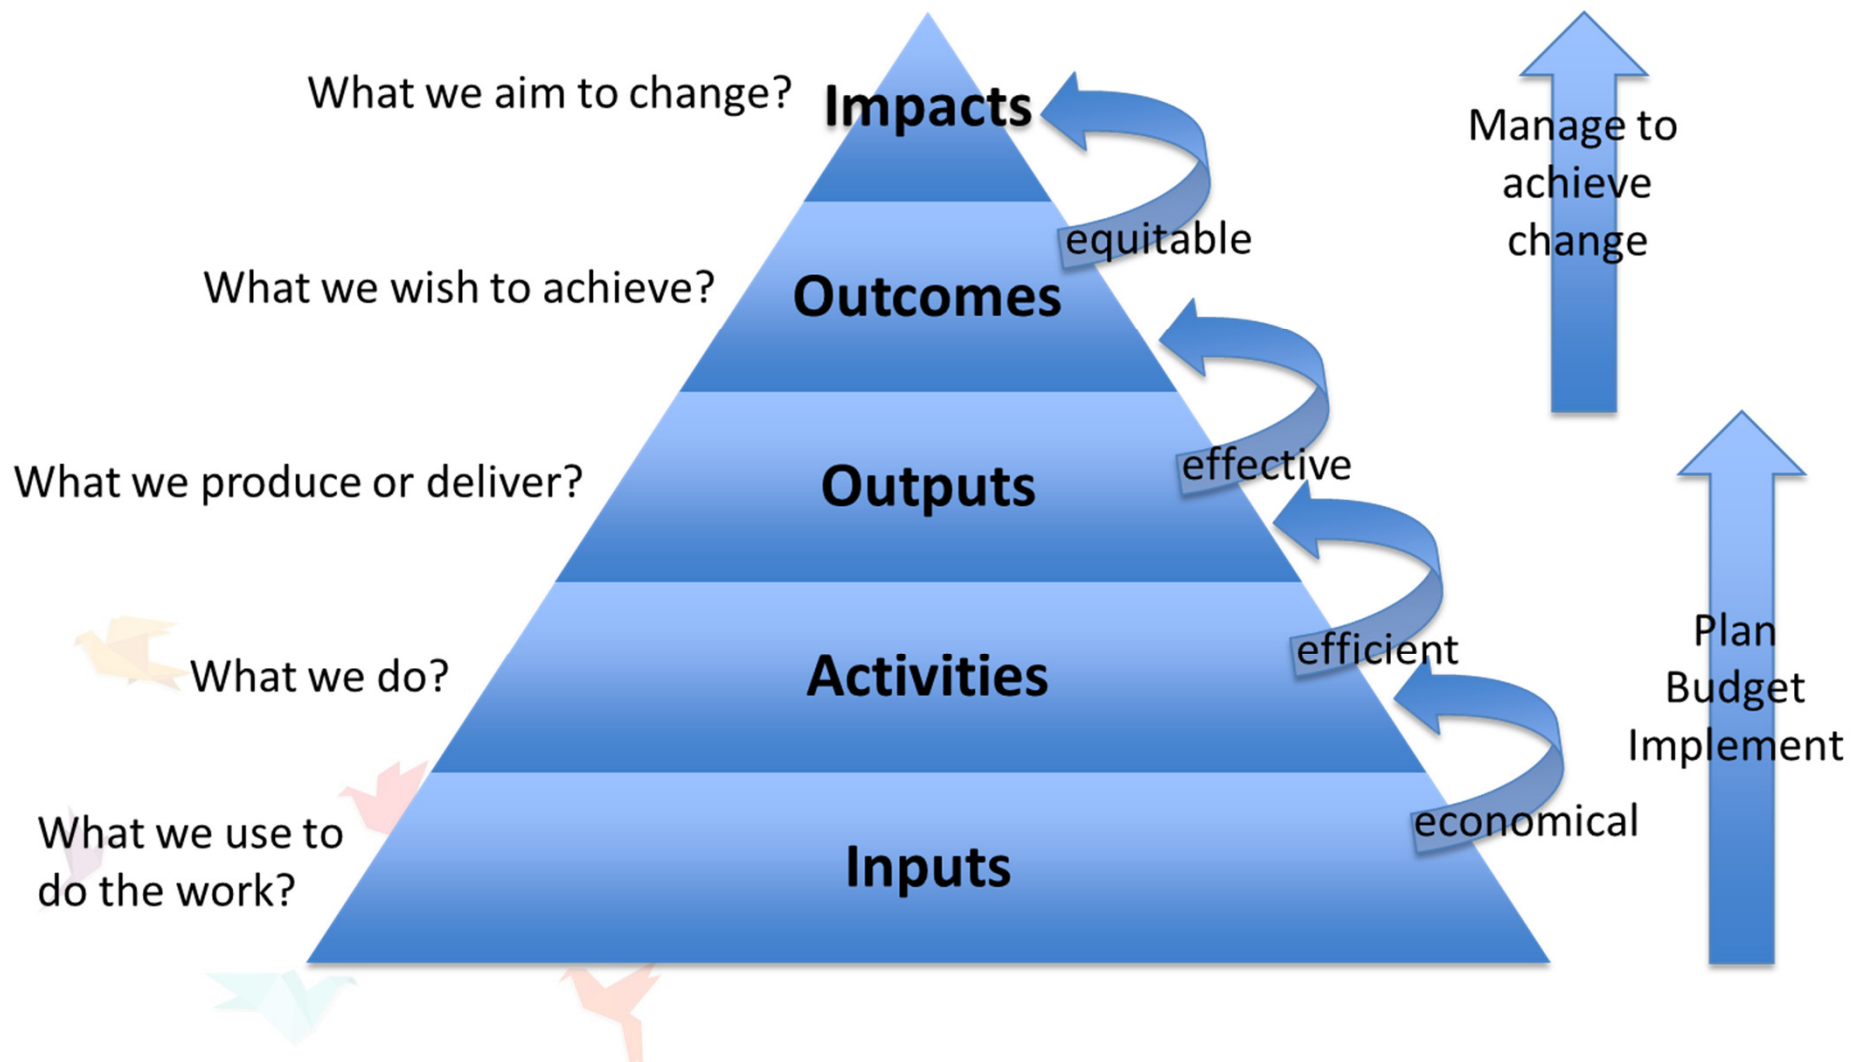 What we aim to change?
Impacts
equitable
What we wish to achieve?
Outcomes
effective
What we produce or deliver?
Outputs
efficient
What we do?
Activities
economical
What we use to
do the work?
Inputs
Manage to
achieve
change
Plan
Budget
Implement